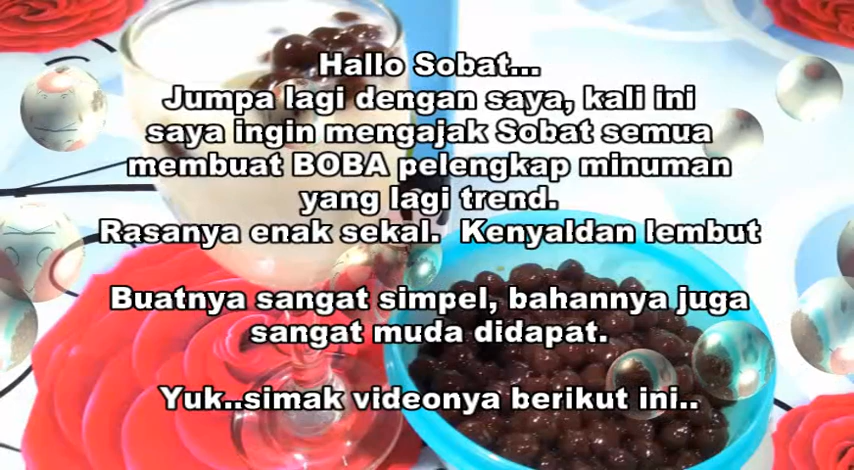 Hallo Sobat...
Jumpa lagi dengan saya, kali ini
saya ingin mengajak Sobat semua
membuat BOBA pelengkap minuman
yang lagi trend.
Rasanya enak sekal. Kenyaldan lembut
Buatnya sangat simpel, bahannya juga
sangat muda didapat.
Yuk..simak videonya berikut ini..